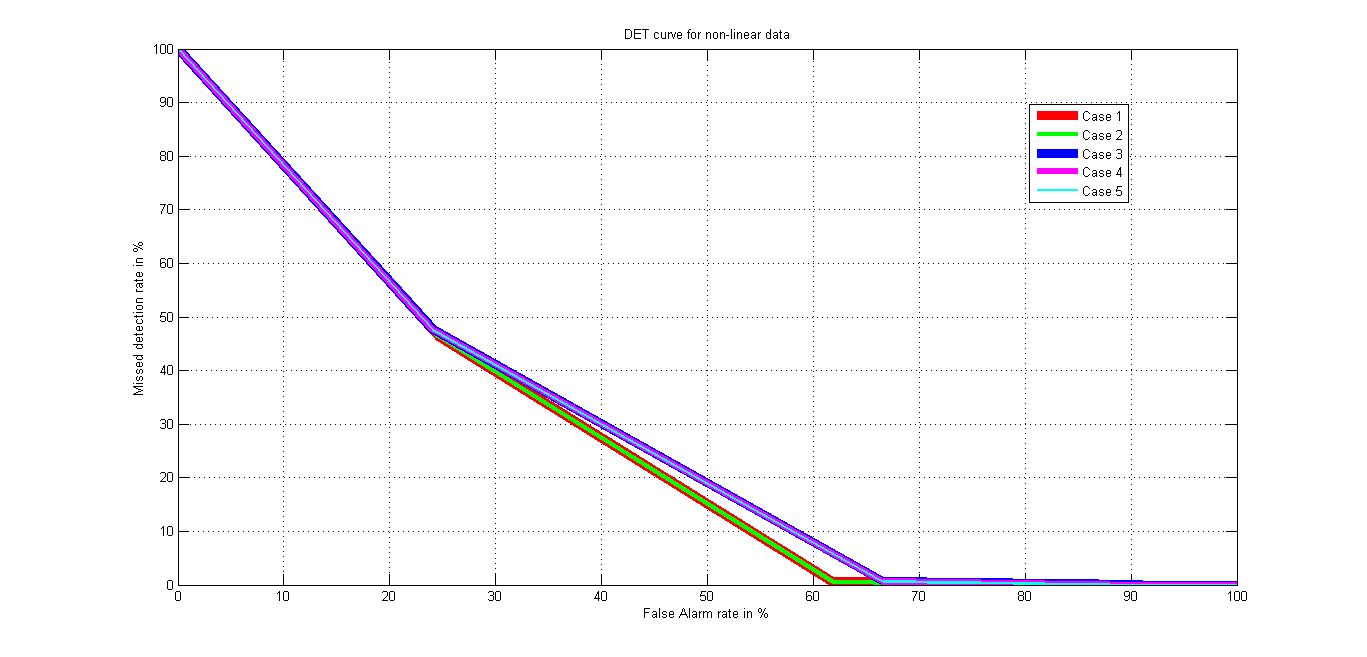 DET curve for non-linear data
100
90
80
70
60
50
40
30
20
10
0
Missed detection rate in %
Case 1
Case 2
Case 3
Case 4
Case 5
0 10 20 30 40 50 60 70 80 90 100
False Alarm rate in %